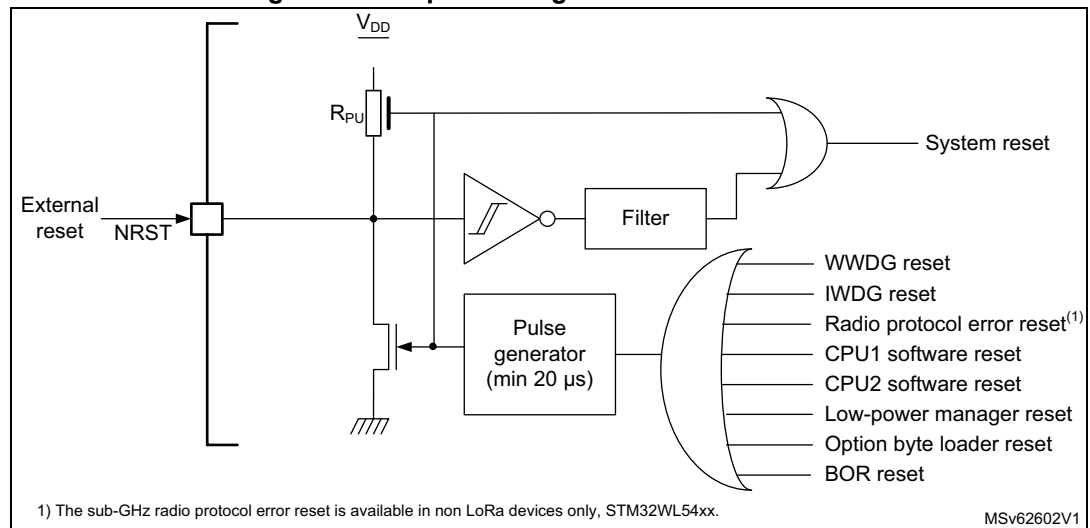 V_DD
R_PU
System reset
External
reset
NRST
Filter
WWDG reset
IWDG reset
Radio protocol error reset(1)
CPU1 software reset
CPU2 software reset
Low-power manager reset
Option byte loader reset
BOR reset
Pulse
generator
(min 20 µs)
1) The sub-GHz radio protocol error reset is available in non LoRa devices only, STM32WL54xx.
MSv62602V1